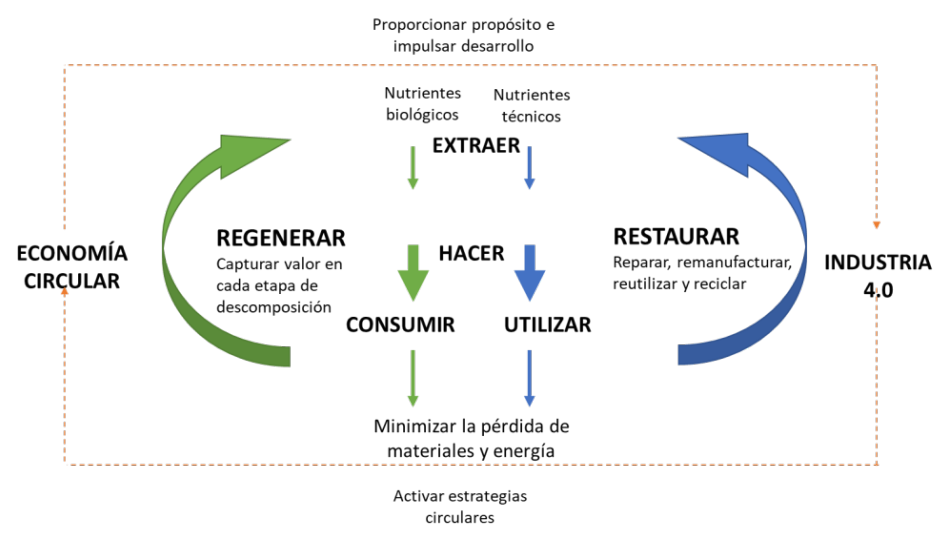 Proporcionar propósito e
impulsar desarrollo
Nutrientes
biológicos
Nutrientes
técnicos
EXTRAER
REGENERAR
Capturar valor en
cada etapa de
descomposición
HACER
RESTAURAR
Reparar, remanufacturar,
reutilizar y reciclar
ECONOMÍA
CIRCULAR
INDUSTRIA
4.0
CONSUMIR
UTILIZAR
Minimizar la pérdida de
materiales y energía
Activar estrategias
circulares